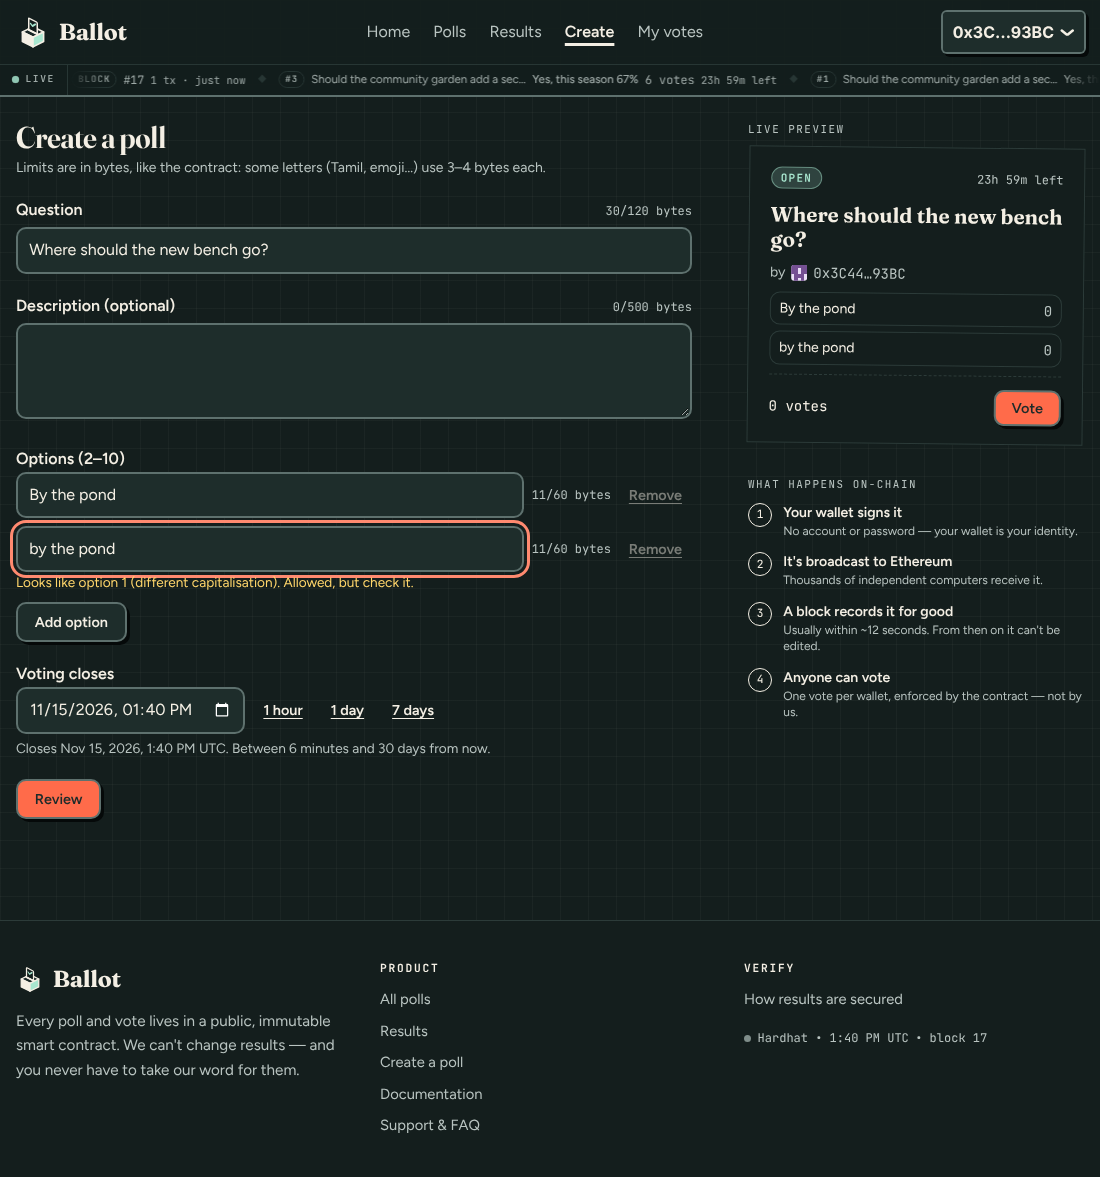 Ballot
Home Polls Results Create My votes
0x3C...93BC
LIVE
#17 1 tx · just now
#3 Should the community garden add a sec... Yes, this season 67% 6 votes 23h 59m left
#1 Should the community garden add a sec...
Create a poll
Limits are in bytes, like the contract: some letters (Tamil, emoji...) use 3–4 bytes each.
Question
30/120 bytes
Where should the new bench go?
Description (optional)
0/500 bytes
Options (2–10)
By the pond
11/60 bytes
Remove
by the pond
11/60 bytes
Remove
Looks like option 1 (different capitalisation). Allowed, but check it.
Add option
Voting closes
11/15/2026, 01:40 PM
1 hour
1 day
7 days
Closes Nov 15, 2026, 1:40 PM UTC. Between 6 minutes and 30 days from now.
Review
LIVE PREVIEW
OPEN
23h 59m left
Where should the new bench
go?
by 0x3C44...93BC
By the pond 0
by the pond 0
0 votes
Vote
WHAT HAPPENS ON-CHAIN
1 Your wallet signs it
No account or password — your wallet is your identity.
2 It's broadcast to Ethereum
Thousands of independent computers receive it.
3 A block records it for good
Usually within ~12 seconds. From then on it can't be
edited.
4 Anyone can vote
One vote per wallet, enforced by the contract — not by
us.
Ballot
Every poll and vote lives in a public, immutable
smart contract. We can't change results — and
you never have to take our word for them.
PRODUCT
All polls
Results
Create a poll
Documentation
Support & FAQ
VERIFY
How results are secured
Hardhat • 1:40 PM UTC • block 17